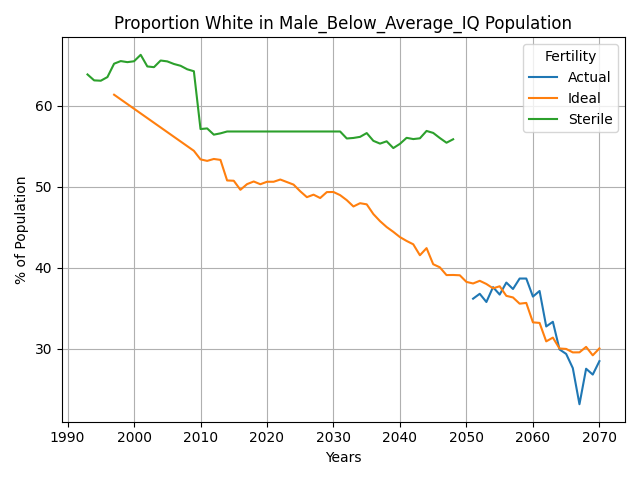 Proportion White in Male_Below_Average_IQ Population
Fertility
Actual
Ideal
Sterile
% of Population
60
50
40
30
1990
2000
2010
2020
2030
2040
2050
2060
2070
Years